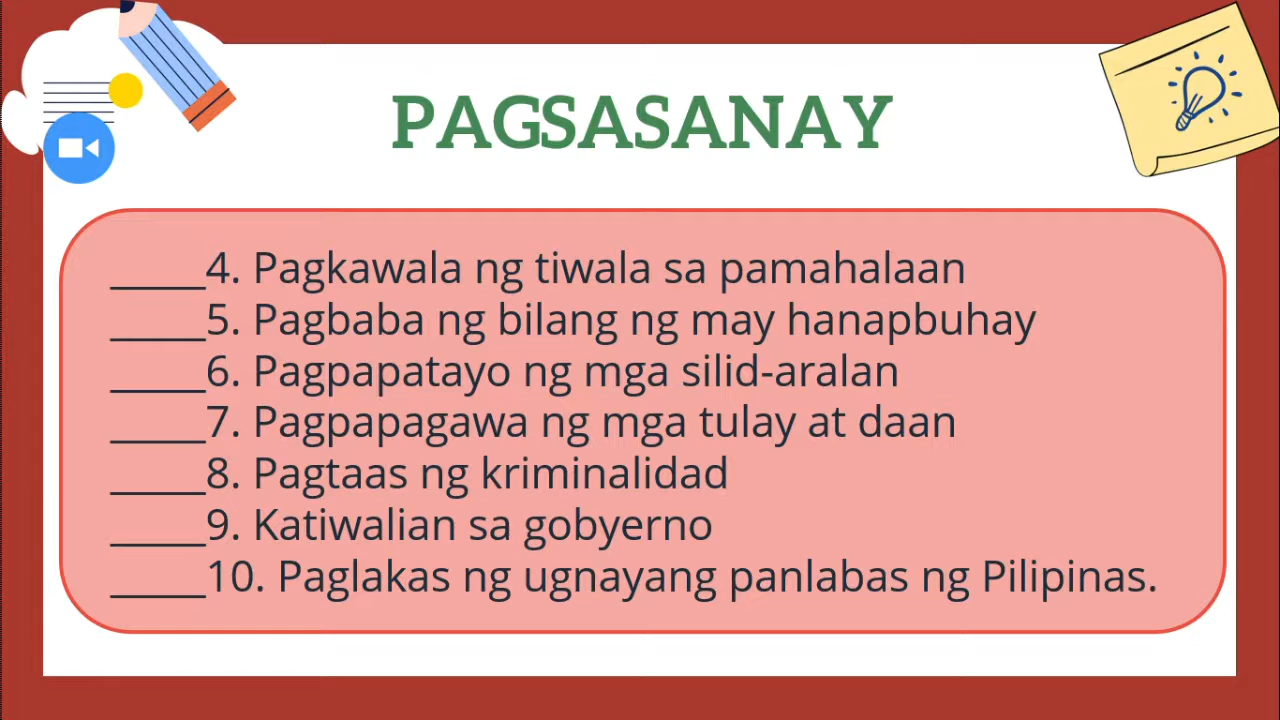 PAGSASANAY
_____4. Pagkawala ng tiwala sa pamahalaan
_____5. Pagbaba ng bilang ng may hanapbuhay
_____6. Pagpapatayo ng mga silid-aralan
_____7. Pagpapagawa ng mga tulay at daan
_____8. Pagtaas ng kriminalidad
_____9. Katiwalian sa gobyerno
_____10. Paglakas ng ugnayang panlabas ng Pilipinas.